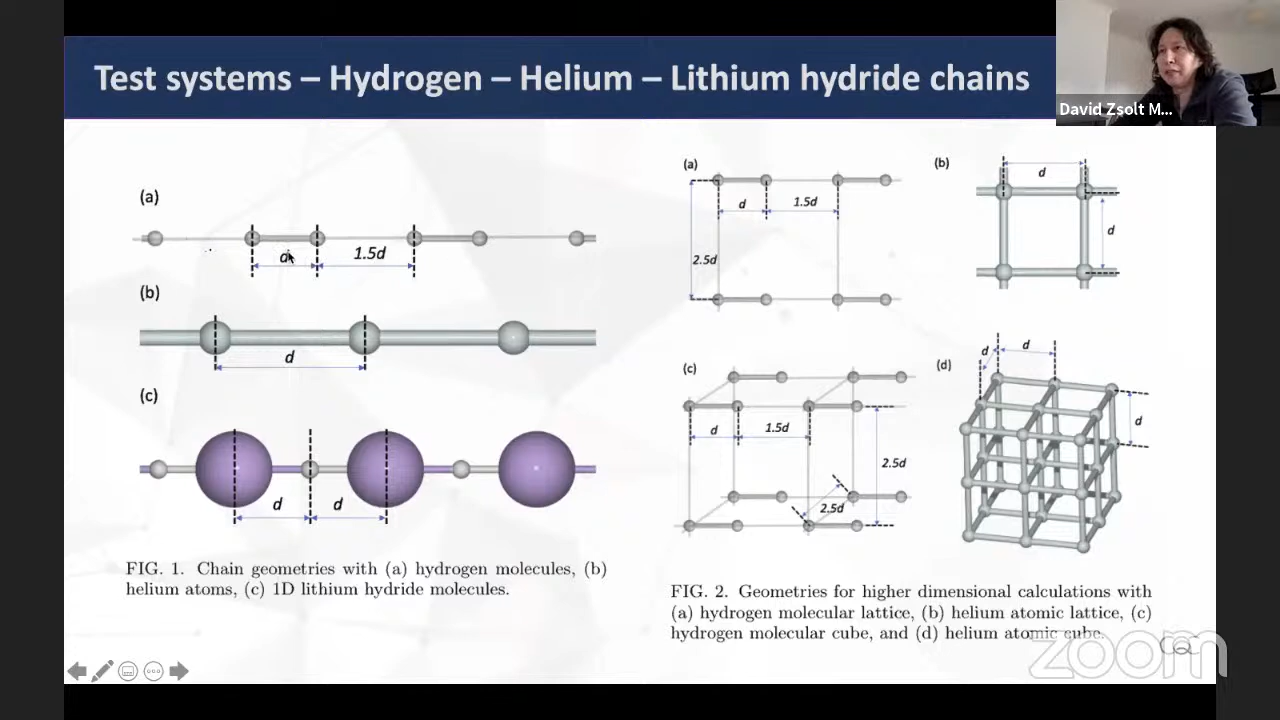 Test systems – Hydrogen – Helium – Lithium hydride chains
David Zsolt M...
(a)
d
1.5d
(b)
d
(c)
d
d
FIG. 1. Chain geometries with (a) hydrogen molecules, (b)
helium atoms, (c) 1D lithium hydride molecules.
(a)
d
1.5d
2.5d
(b)
d
d
(c)
d
1.5d
2.5d
2.5d
(d)
d
d
d
FIG. 2. Geometries for higher dimensional calculations with
(a) hydrogen molecular lattice, (b) helium atomic lattice, (c)
hydrogen molecular cube, and (d) helium atomic cube.
CQC
zoom